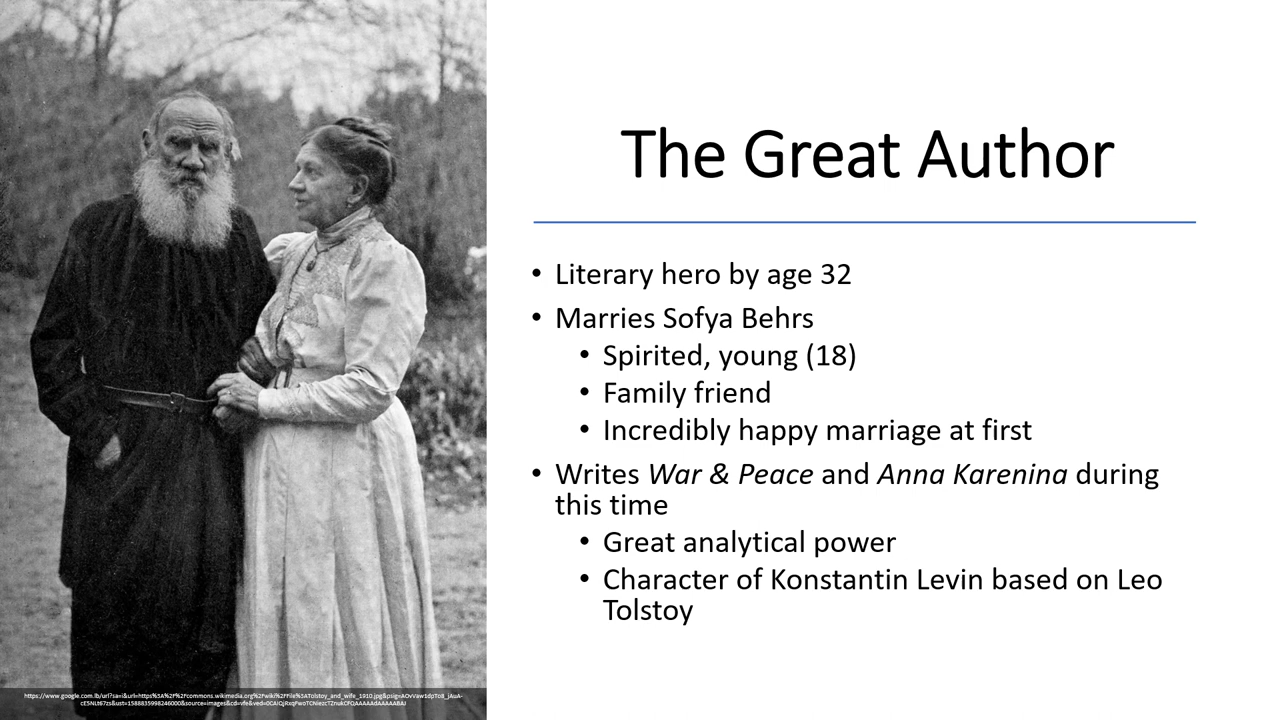 The Great Author
• Literary hero by age 32
• Marries Sofya Behrs
• Spirited, young (18)
• Family friend
• Incredibly happy marriage at first
• Writes War & Peace and Anna Karenina during
this time
• Great analytical power
• Character of Konstantin Levin based on Leo
Tolstoy